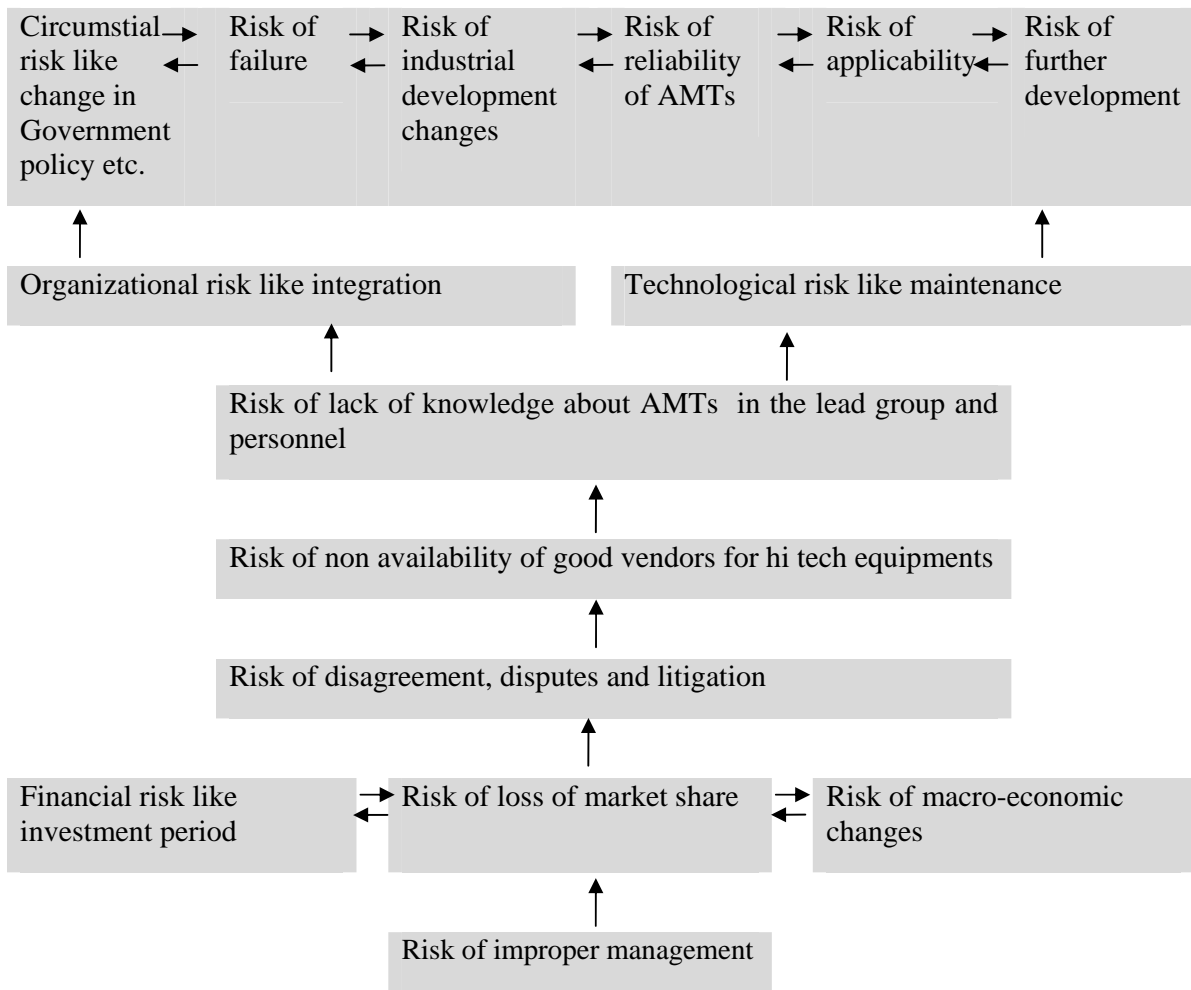 Circumstial
risk like
change in
Government
policy etc.
Risk of
failure
Risk of
industrial
development
changes
Risk of
reliability
of AMTs
Risk of
applicability
Risk of
further
development
Organizational risk like integration
Technological risk like maintenance
Risk of lack of knowledge about AMTs in the lead group and
personnel
Risk of non availability of good vendors for hi tech equipments
Risk of disagreement, disputes and litigation
Financial risk like
investment period
Risk of loss of market share
Risk of macro-economic
changes
Risk of improper management